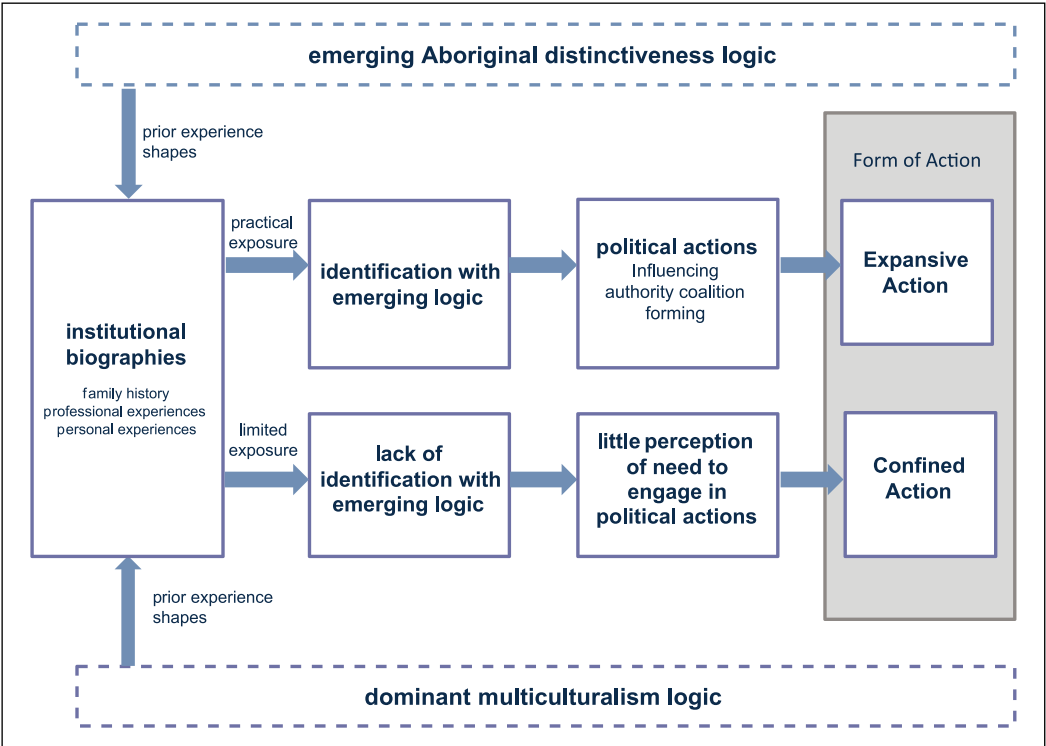 emerging Aboriginal distinctiveness logic
prior experience
shapes
Form of Action
practical
exposure
identification with
emerging logic
political actions
Influencing
authority coalition
forming
Expansive
Action
institutional
biographies
family history
professional experiences
personal experiences
limited
exposure
lack of
identification with
emerging logic
little perception
of need to
engage in
political actions
Confined
Action
prior experience
shapes
dominant multiculturalism logic